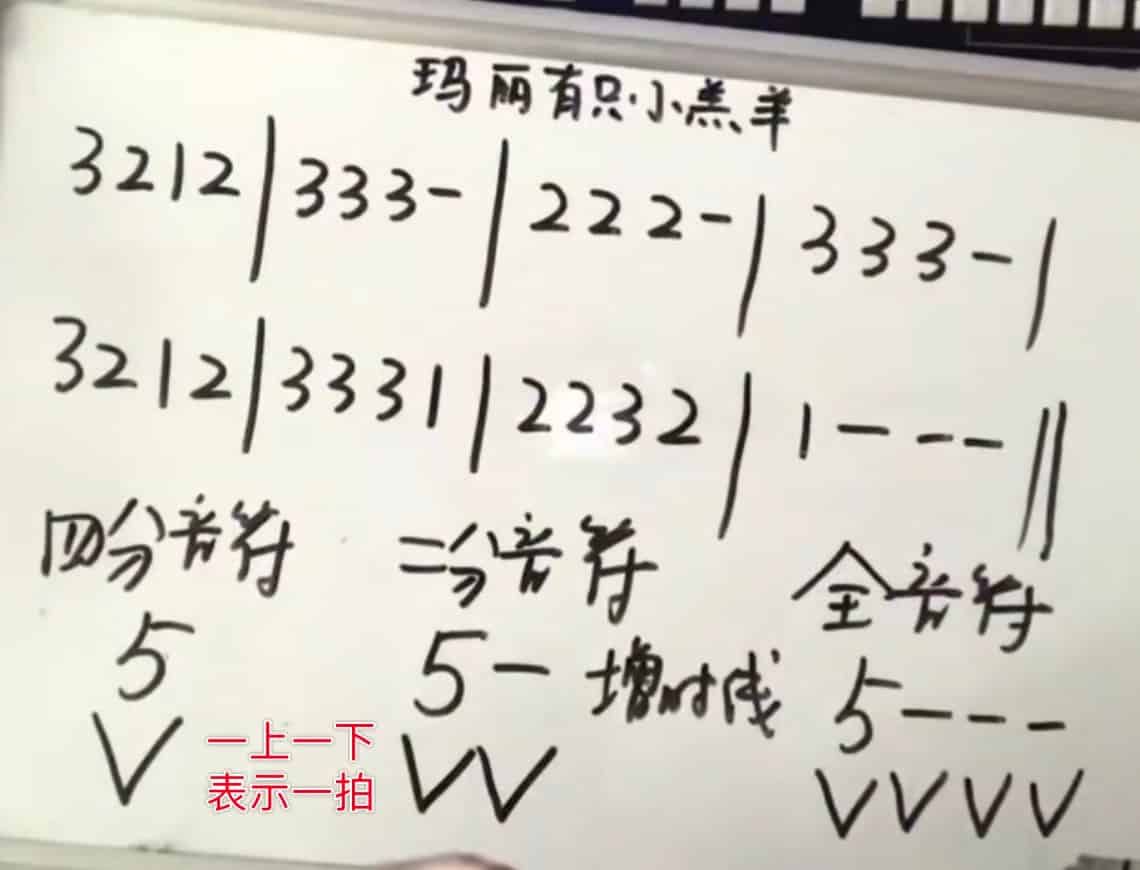 玛丽有只小羔羊
3212|333-|222-|333-|
3212|3331|2232|1---‖
四分音符 二分音符 全音符
5 5- 增时线 5---
V VV VVVV
一上一下
表示一拍